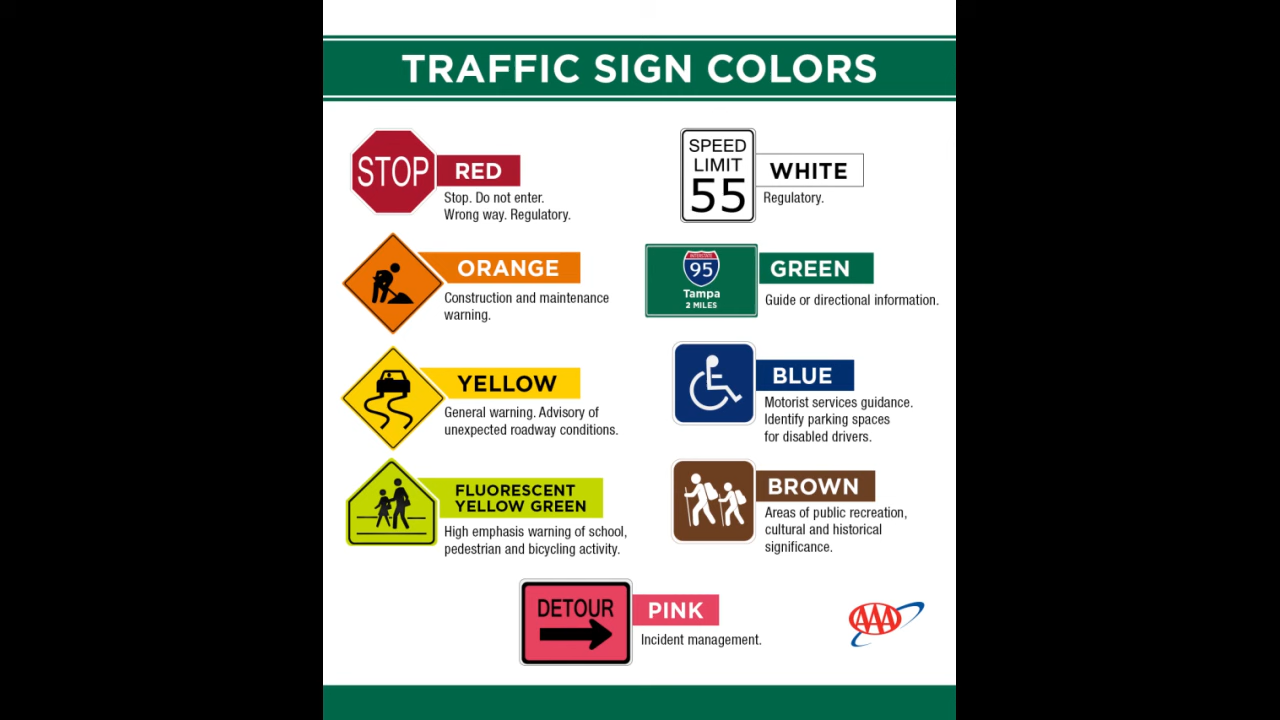 TRAFFIC SIGN COLORS
STOP
RED
Stop. Do not enter.
Wrong way. Regulatory.
SPEED
LIMIT
55
WHITE
Regulatory.
ORANGE
Construction and maintenance
warning.
INTERSTATE
95
Tampa
2 MILES
GREEN
Guide or directional information.
YELLOW
General warning. Advisory of
unexpected roadway conditions.
BLUE
Motorist services guidance.
Identify parking spaces
for disabled drivers.
FLUORESCENT
YELLOW GREEN
High emphasis warning of school,
pedestrian and bicycling activity.
BROWN
Areas of public recreation,
cultural and historical
significance.
DETOUR
PINK
Incident management.
AAA